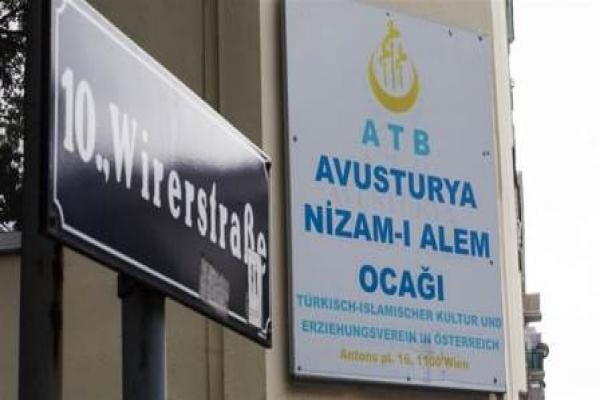 10., Wirerstraße
ATB
AVUSTURYA
NİZAM-I ALEM
OCAĞI
TÜRKISCH-ISLAMISCHER KULTUR UND
ERZIEHUNGSVEREIN IN ÖSTERREICH
Antons pl. 16, 1100 Wien